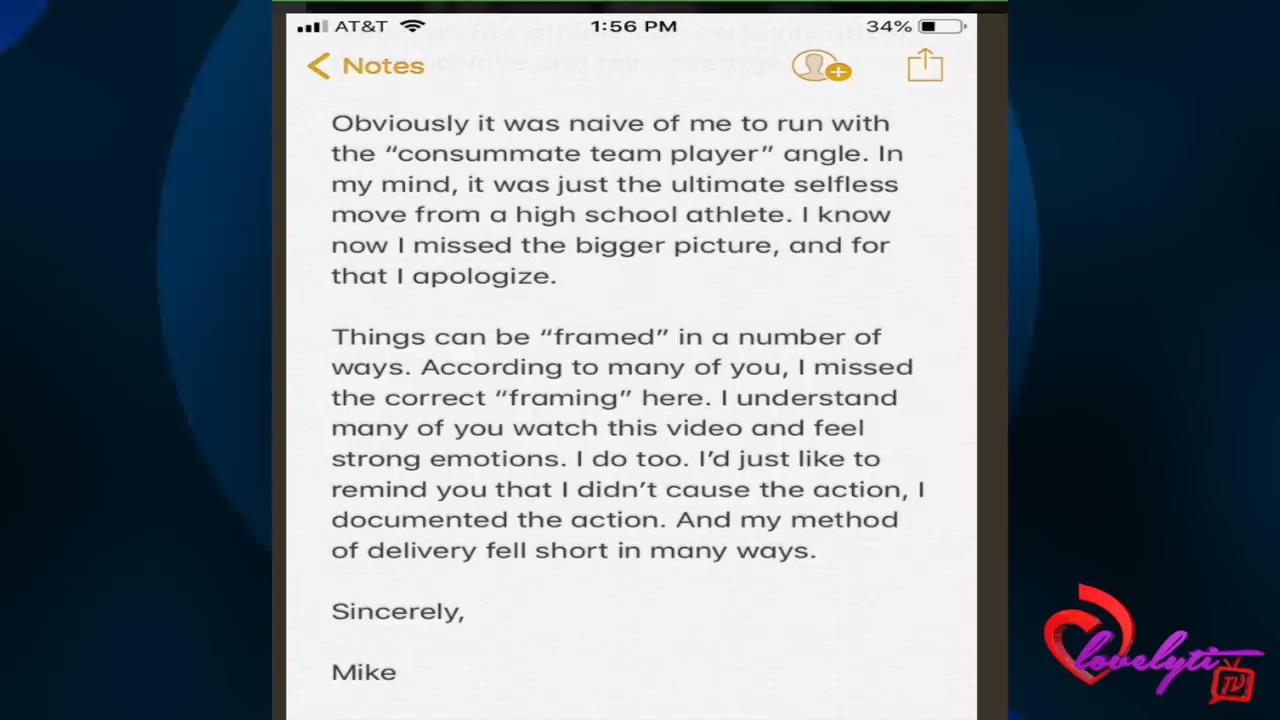 AT&T 1:56 PM 34%
Notes
Obviously it was naive of me to run with
the “consummate team player” angle. In
my mind, it was just the ultimate selfless
move from a high school athlete. I know
now I missed the bigger picture, and for
that I apologize.
Things can be “framed” in a number of
ways. According to many of you, I missed
the correct “framing” here. I understand
many of you watch this video and feel
strong emotions. I do too. I’d just like to
remind you that I didn’t cause the action, I
documented the action. And my method
of delivery fell short in many ways.
Sincerely,
Mike
lovelyti
TV